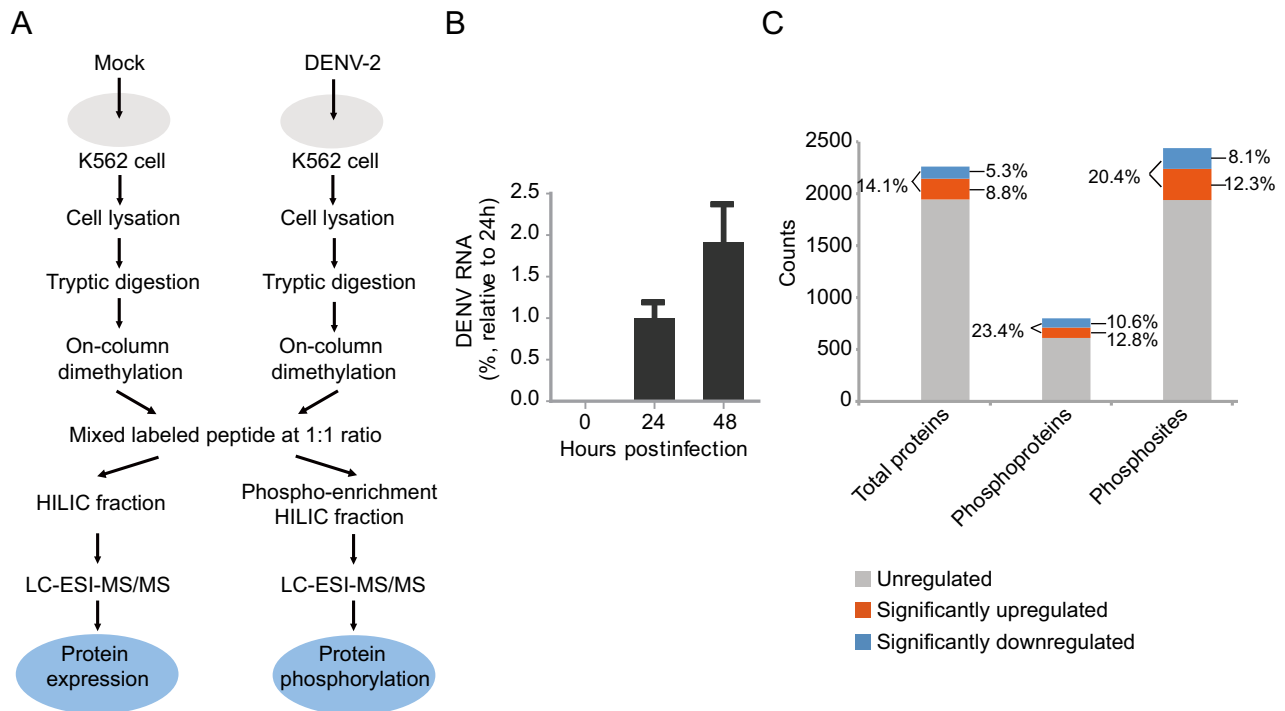 A
Mock
DENV-2
K562 cell
K562 cell
Cell lysation
Cell lysation
Tryptic digestion
Tryptic digestion
On-column
dimethylation
On-column
dimethylation
Mixed labeled peptide at 1:1 ratio
HILIC fraction
Phospho-enrichment
HILIC fraction
LC-ESI-MS/MS
LC-ESI-MS/MS
Protein
expression
Protein
phosphorylation
B
DENV RNA
(%, relative to 24h)
2.5
2.0
1.5
1.0
0.5
0.0
0
24
48
Hours postinfection
C
Counts
2500
2000
1500
1000
500
0
14.1%
5.3%
8.8%
23.4%
10.6%
12.8%
20.4%
8.1%
12.3%
Total proteins
Phosphoproteins
Phosphosites
Unregulated
Significantly upregulated
Significantly downregulated